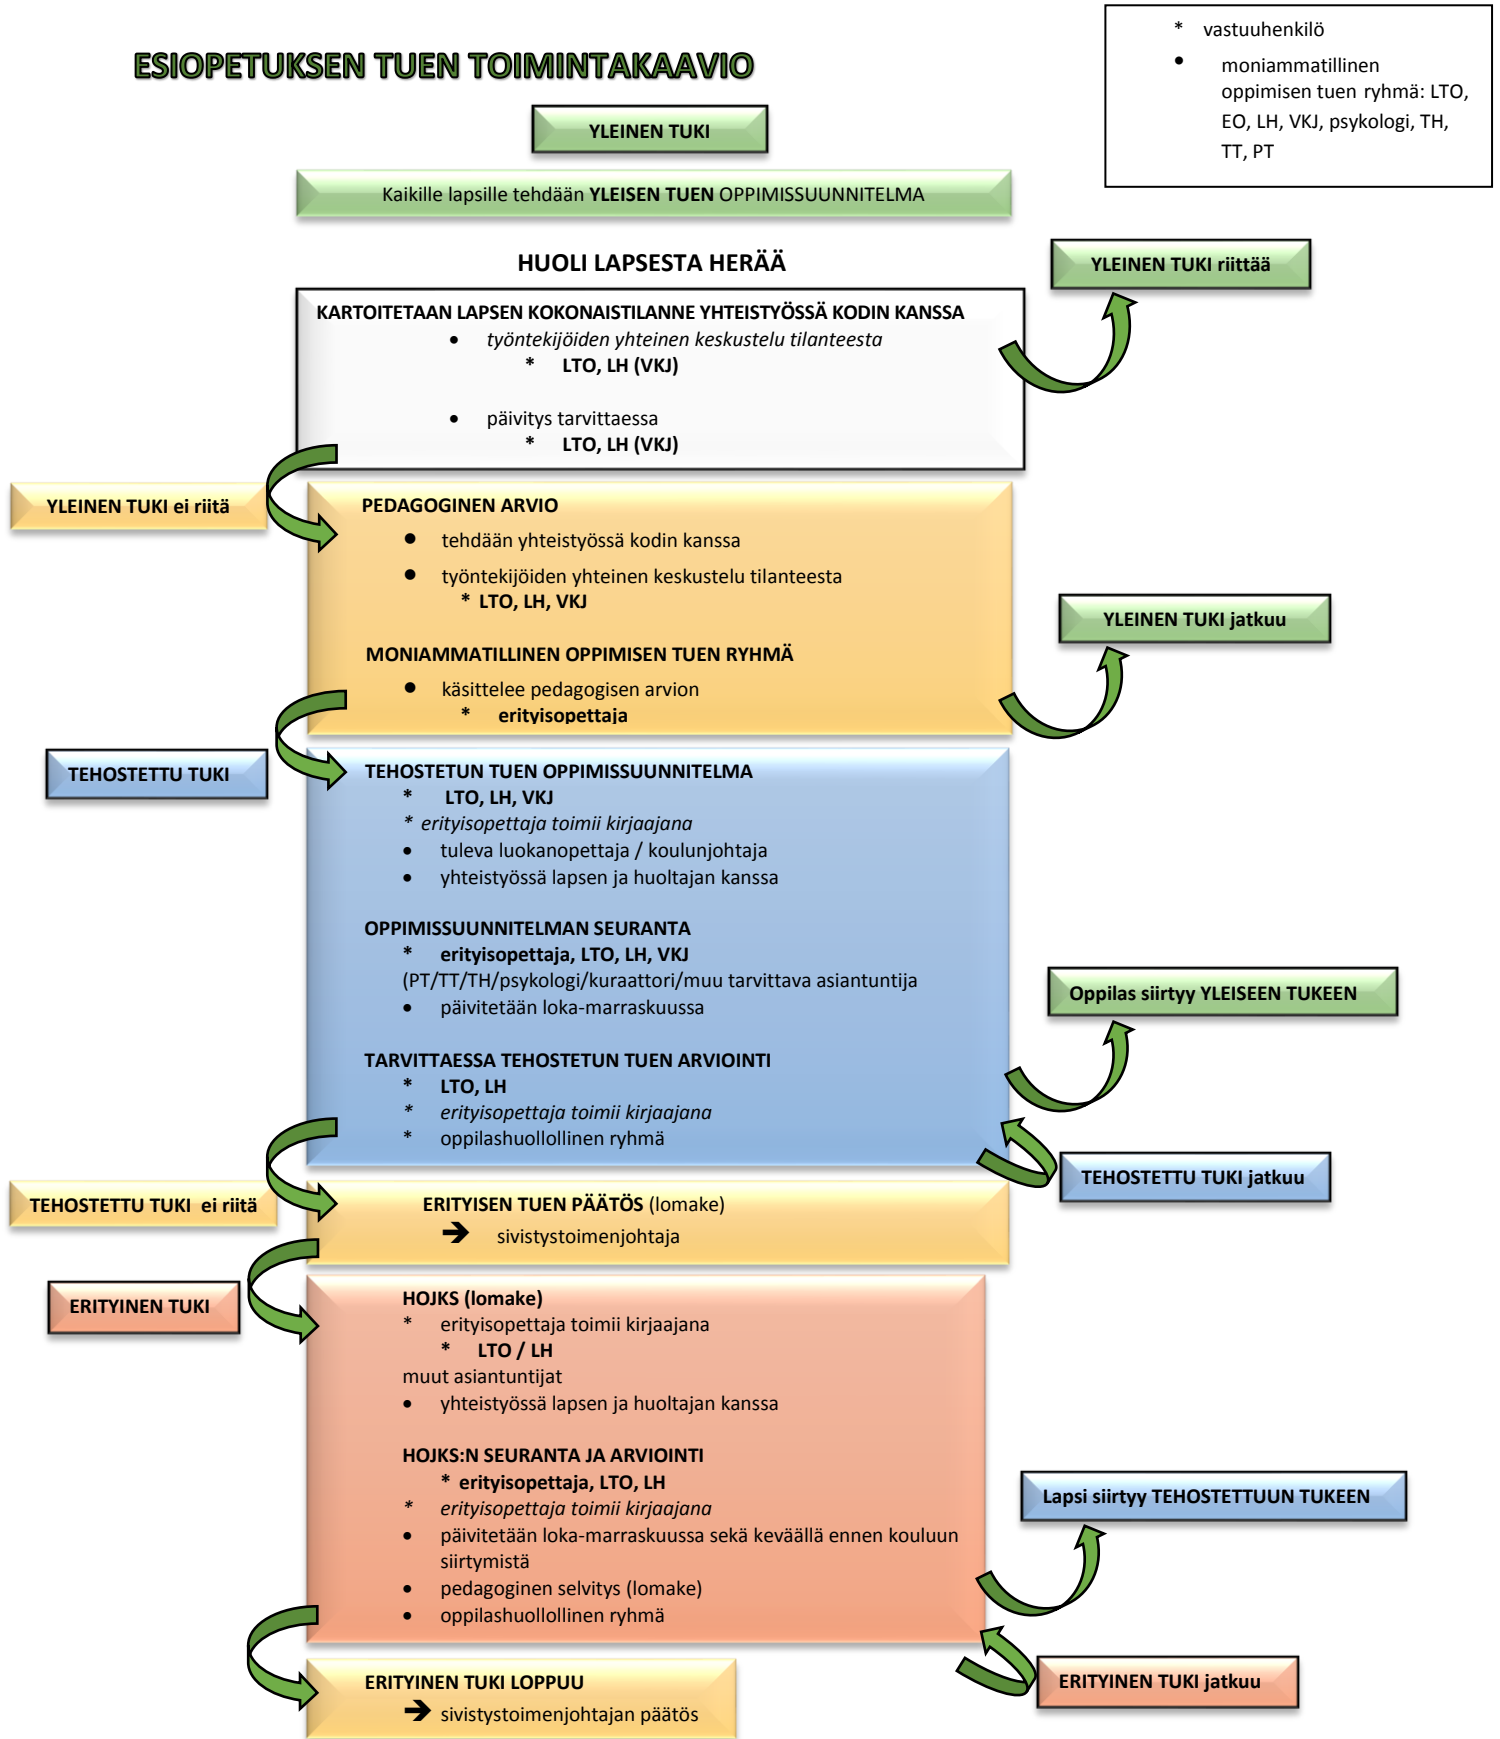 ESIOPETUKSEN TUEN TOIMINTAKAAVIO
* vastuuhenkilö
• moniammatillinen
oppimisen tuen ryhmä: LTO,
EO, LH, VKJ, psykologi, TH,
TT, PT
YLEINEN TUKI
Kaikille lapsille tehdään YLEISEN TUEN OPPIMISSUUNNITELMA
HUOLI LAPSESTA HERÄÄ
YLEINEN TUKI riittää
KARTOITETAAN LAPSEN KOKONAISTILANNE YHTEISTYÖSSÄ KODIN KANSSA
• työntekijöiden yhteinen keskustelu tilanteesta
* LTO, LH (VKJ)
• päivitys tarvittaessa
* LTO, LH (VKJ)
YLEINEN TUKI ei riitä
PEDAGOGINEN ARVIO
• tehdään yhteistyössä kodin kanssa
• työntekijöiden yhteinen keskustelu tilanteesta
* LTO, LH, VKJ
YLEINEN TUKI jatkuu
MONIAMMATILLINEN OPPIMISEN TUEN RYHMÄ
• käsittelee pedagogisen arvion
* erityisopettaja
TEHOSTETTU TUKI
TEHOSTETUN TUEN OPPIMISSUUNNITELMA
* LTO, LH, VKJ
* erityisopettaja toimii kirjaajana
• tuleva luokanopettaja / koulunjohtaja
• yhteistyössä lapsen ja huoltajan kanssa
OPPIMISSUUNNITELMAN SEURANTA
* erityisopettaja, LTO, LH, VKJ
(PT/TT/TH/psykologi/kuraattori/muu tarvittava asiantuntija
• päivitetään loka-marraskuussa
Oppilas siirtyy YLEISEEN TUKEEN
TARVITTAESSA TEHOSTETUN TUEN ARVIOINTI
* LTO, LH
* erityisopettaja toimii kirjaajana
* oppilashuollollinen ryhmä
TEHOSTETTU TUKI jatkuu
TEHOSTETTU TUKI ei riitä
ERITYISEN TUEN PÄÄTÖS (lomake)
➔ sivistystoimenjohtaja
ERITYINEN TUKI
HOJKS (lomake)
* erityisopettaja toimii kirjaajana
* LTO / LH
muut asiantuntijat
• yhteistyössä lapsen ja huoltajan kanssa
HOJKS:N SEURANTA JA ARVIOINTI
* erityisopettaja, LTO, LH
* erityisopettaja toimii kirjaajana
• päivitetään loka-marraskuussa sekä keväällä ennen kouluun
siirtymistä
• pedagoginen selvitys (lomake)
• oppilashuollollinen ryhmä
Lapsi siirtyy TEHOSTETTUUN TUKEEN
ERITYINEN TUKI jatkuu
ERITYINEN TUKI LOPPUU
➔ sivistystoimenjohtajan päätös